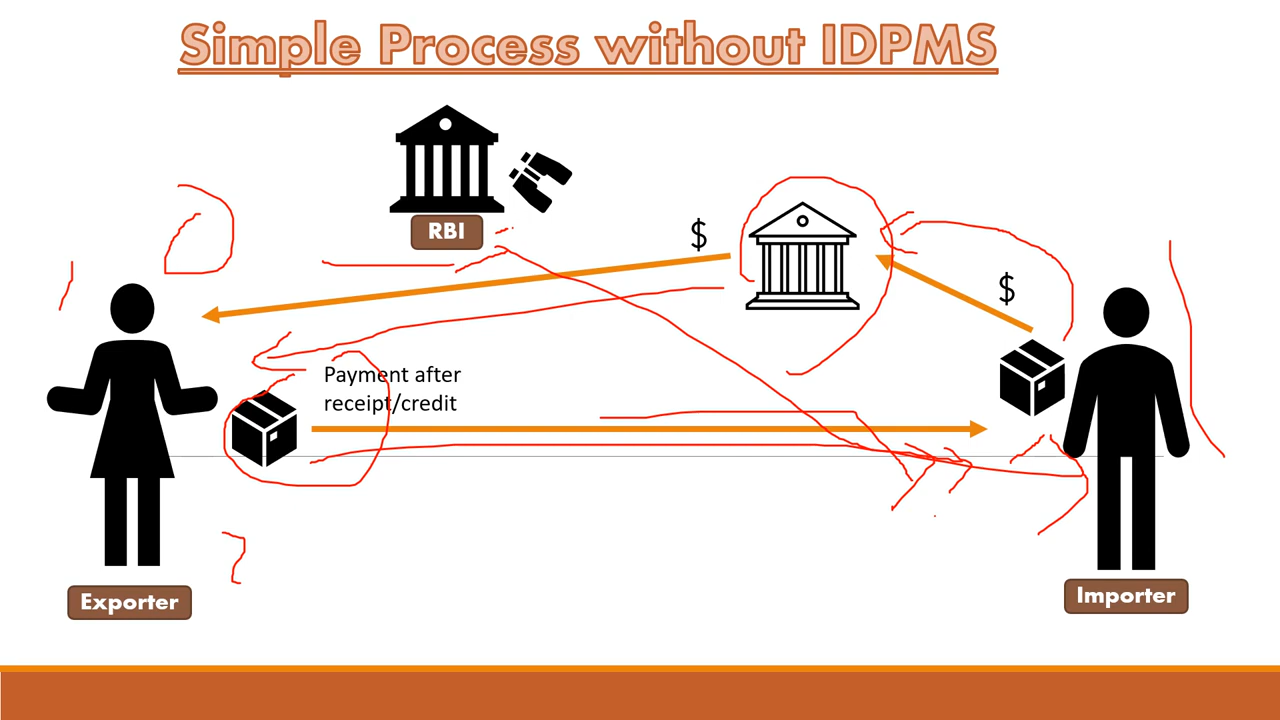 Simple Process without IDPMS
RBI
$
$
Payment after
receipt/credit
Exporter
Importer